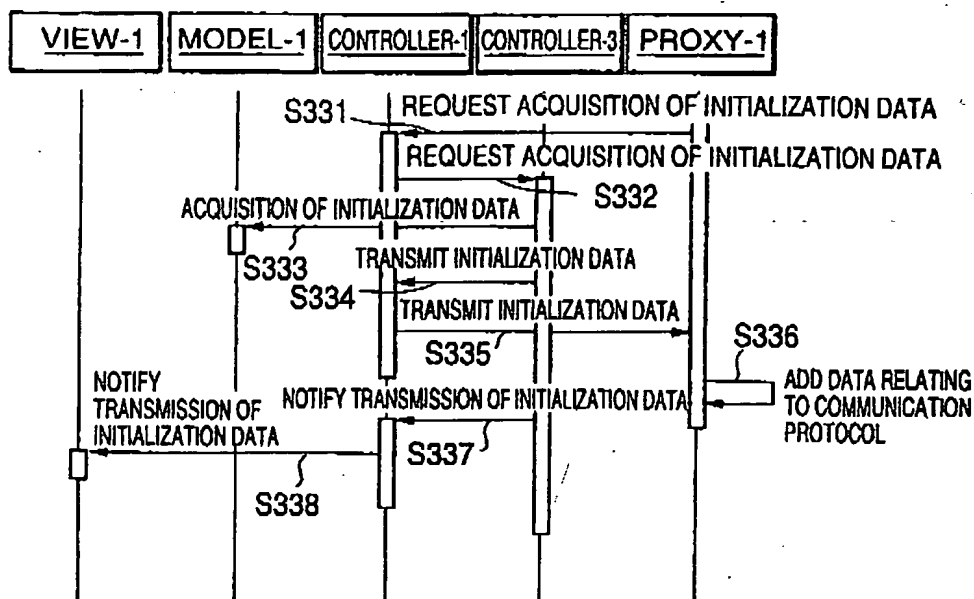 VIEW-1 MODEL-1 CONTROLLER-1 CONTROLLER-3 PROXY-1
S331 REQUEST ACQUISITION OF INITIALIZATION DATA
REQUEST ACQUISITION OF INITIALIZATION DATA
S332
ACQUISITION OF INITIALIZATION DATA
S333
TRANSMIT INITIALIZATION DATA
S334
TRANSMIT INITIALIZATION DATA
S335
S336
ADD DATA RELATING
TO COMMUNICATION
PROTOCOL
NOTIFY TRANSMISSION OF INITIALIZATION DATA
S337
NOTIFY
TRANSMISSION OF
INITIALIZATION DATA
S338